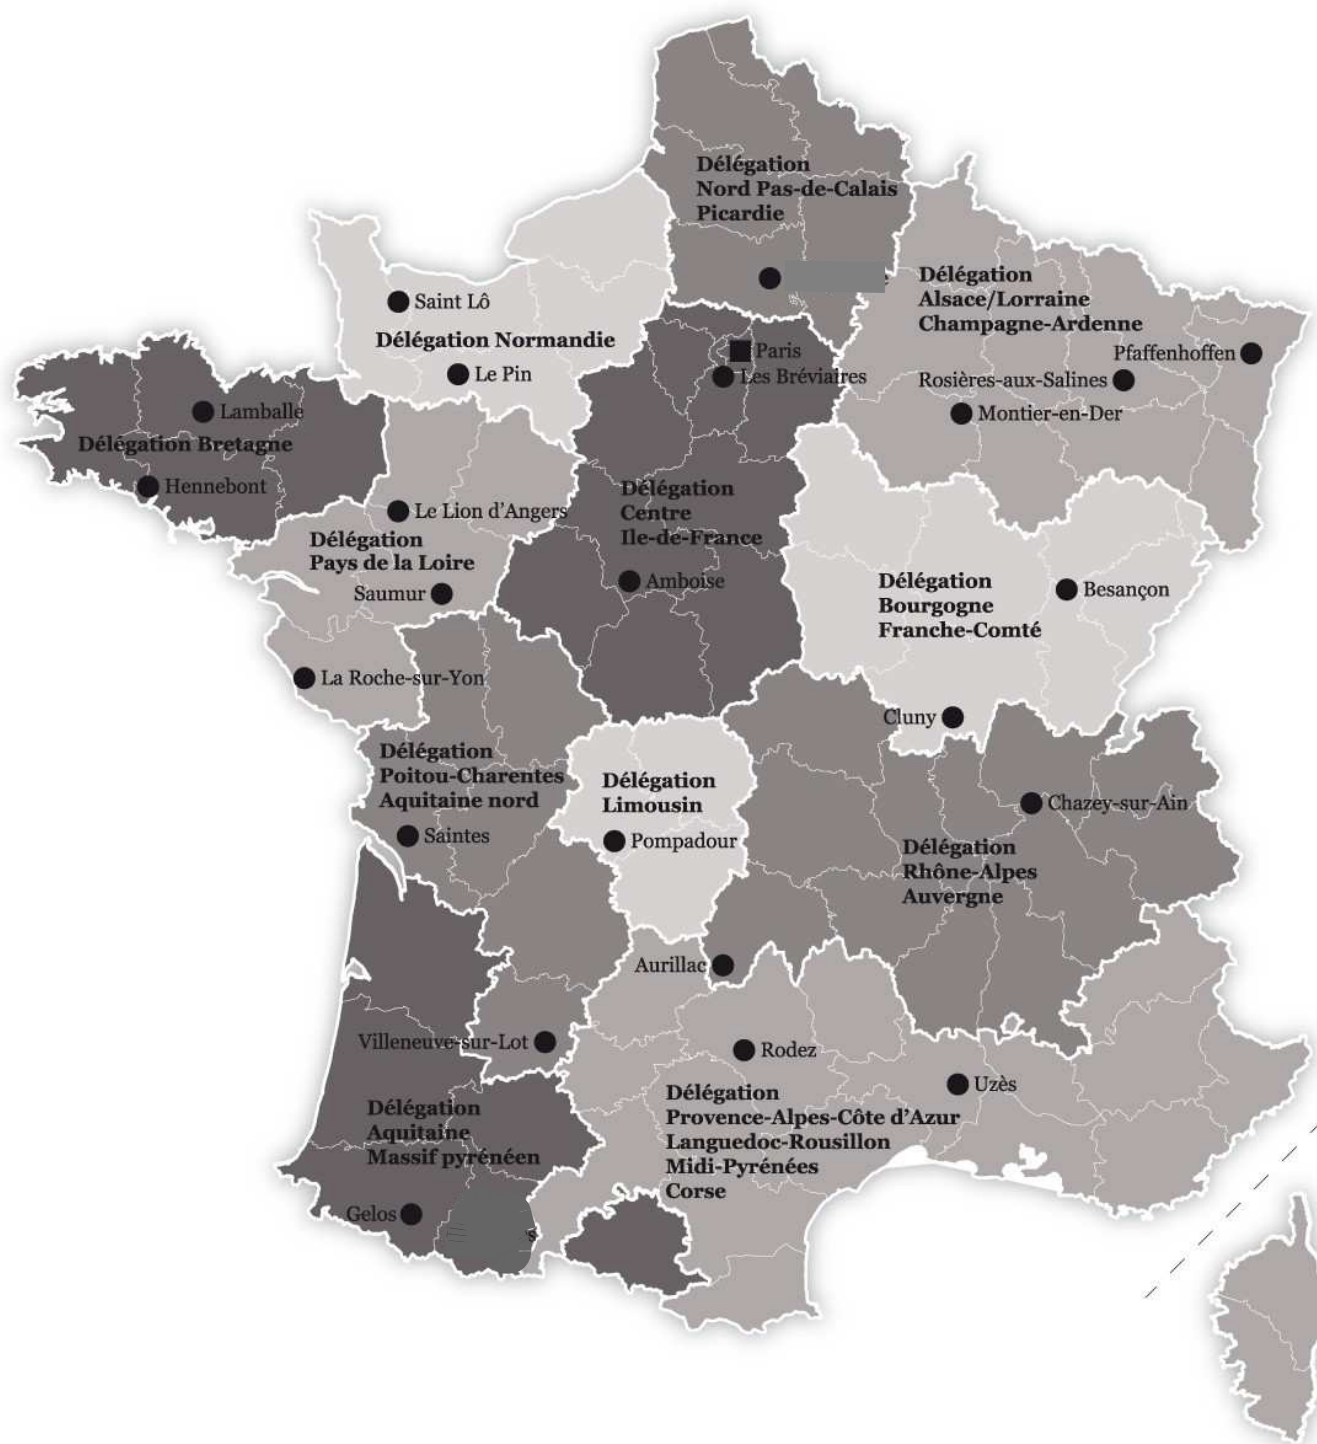 Délégation
Nord Pas-de-Calais
Picardie
Délégation
Alsace/Lorraine
Champagne-Ardenne
Saint Lô
Délégation Normandie
Le Pin
Paris
Les Bréviaires
Pfaffenhoffen
Rosières-aux-Salines
Montier-en-Der
Lamballe
Délégation Bretagne
Hennebont
Le Lion d'Angers
Délégation
Pays de la Loire
Saumur
La Roche-sur-Yon
Délégation
Centre
Ile-de-France
Amboise
Délégation
Bourgogne
Franche-Comté
Besançon
Cluny
Délégation
Poitou-Charentes
Aquitaine nord
Saintes
Délégation
Limousin
Pompadour
Chazey-sur-Ain
Délégation
Rhône-Alpes
Auvergne
Aurillac
Villeneuve-sur-Lot
Rodez
Uzès
Délégation
Provence-Alpes-Côte d'Azur
Languedoc-Rousillon
Midi-Pyrénées
Corse
Délégation
Aquitaine
Massif pyrénéen
Gelos